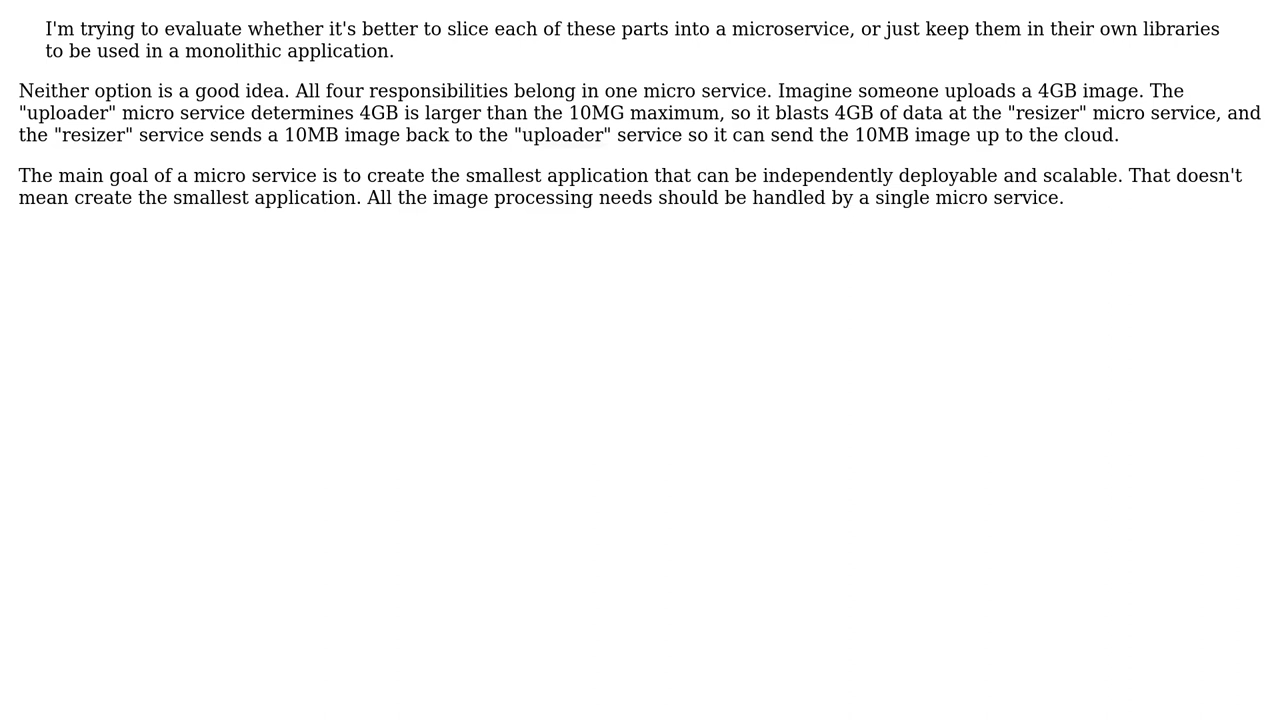 I'm trying to evaluate whether it's better to slice each of these parts into a microservice, or just keep them in their own libraries
to be used in a monolithic application.
Neither option is a good idea. All four responsibilities belong in one micro service. Imagine someone uploads a 4GB image. The
"uploader" micro service determines 4GB is larger than the 10MG maximum, so it blasts 4GB of data at the "resizer" micro service, and
the "resizer" service sends a 10MB image back to the "uploader" service so it can send the 10MB image up to the cloud.
The main goal of a micro service is to create the smallest application that can be independently deployable and scalable. That doesn't
mean create the smallest application. All the image processing needs should be handled by a single micro service.